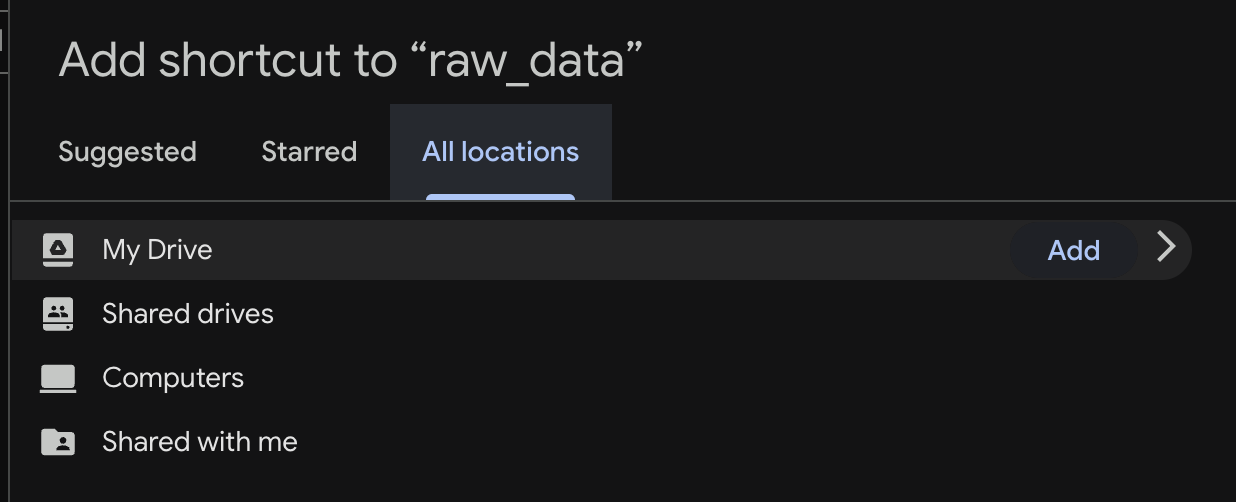 Add shortcut to “raw_data”
Suggested Starred All locations
My Drive Add
Shared drives
Computers
Shared with me